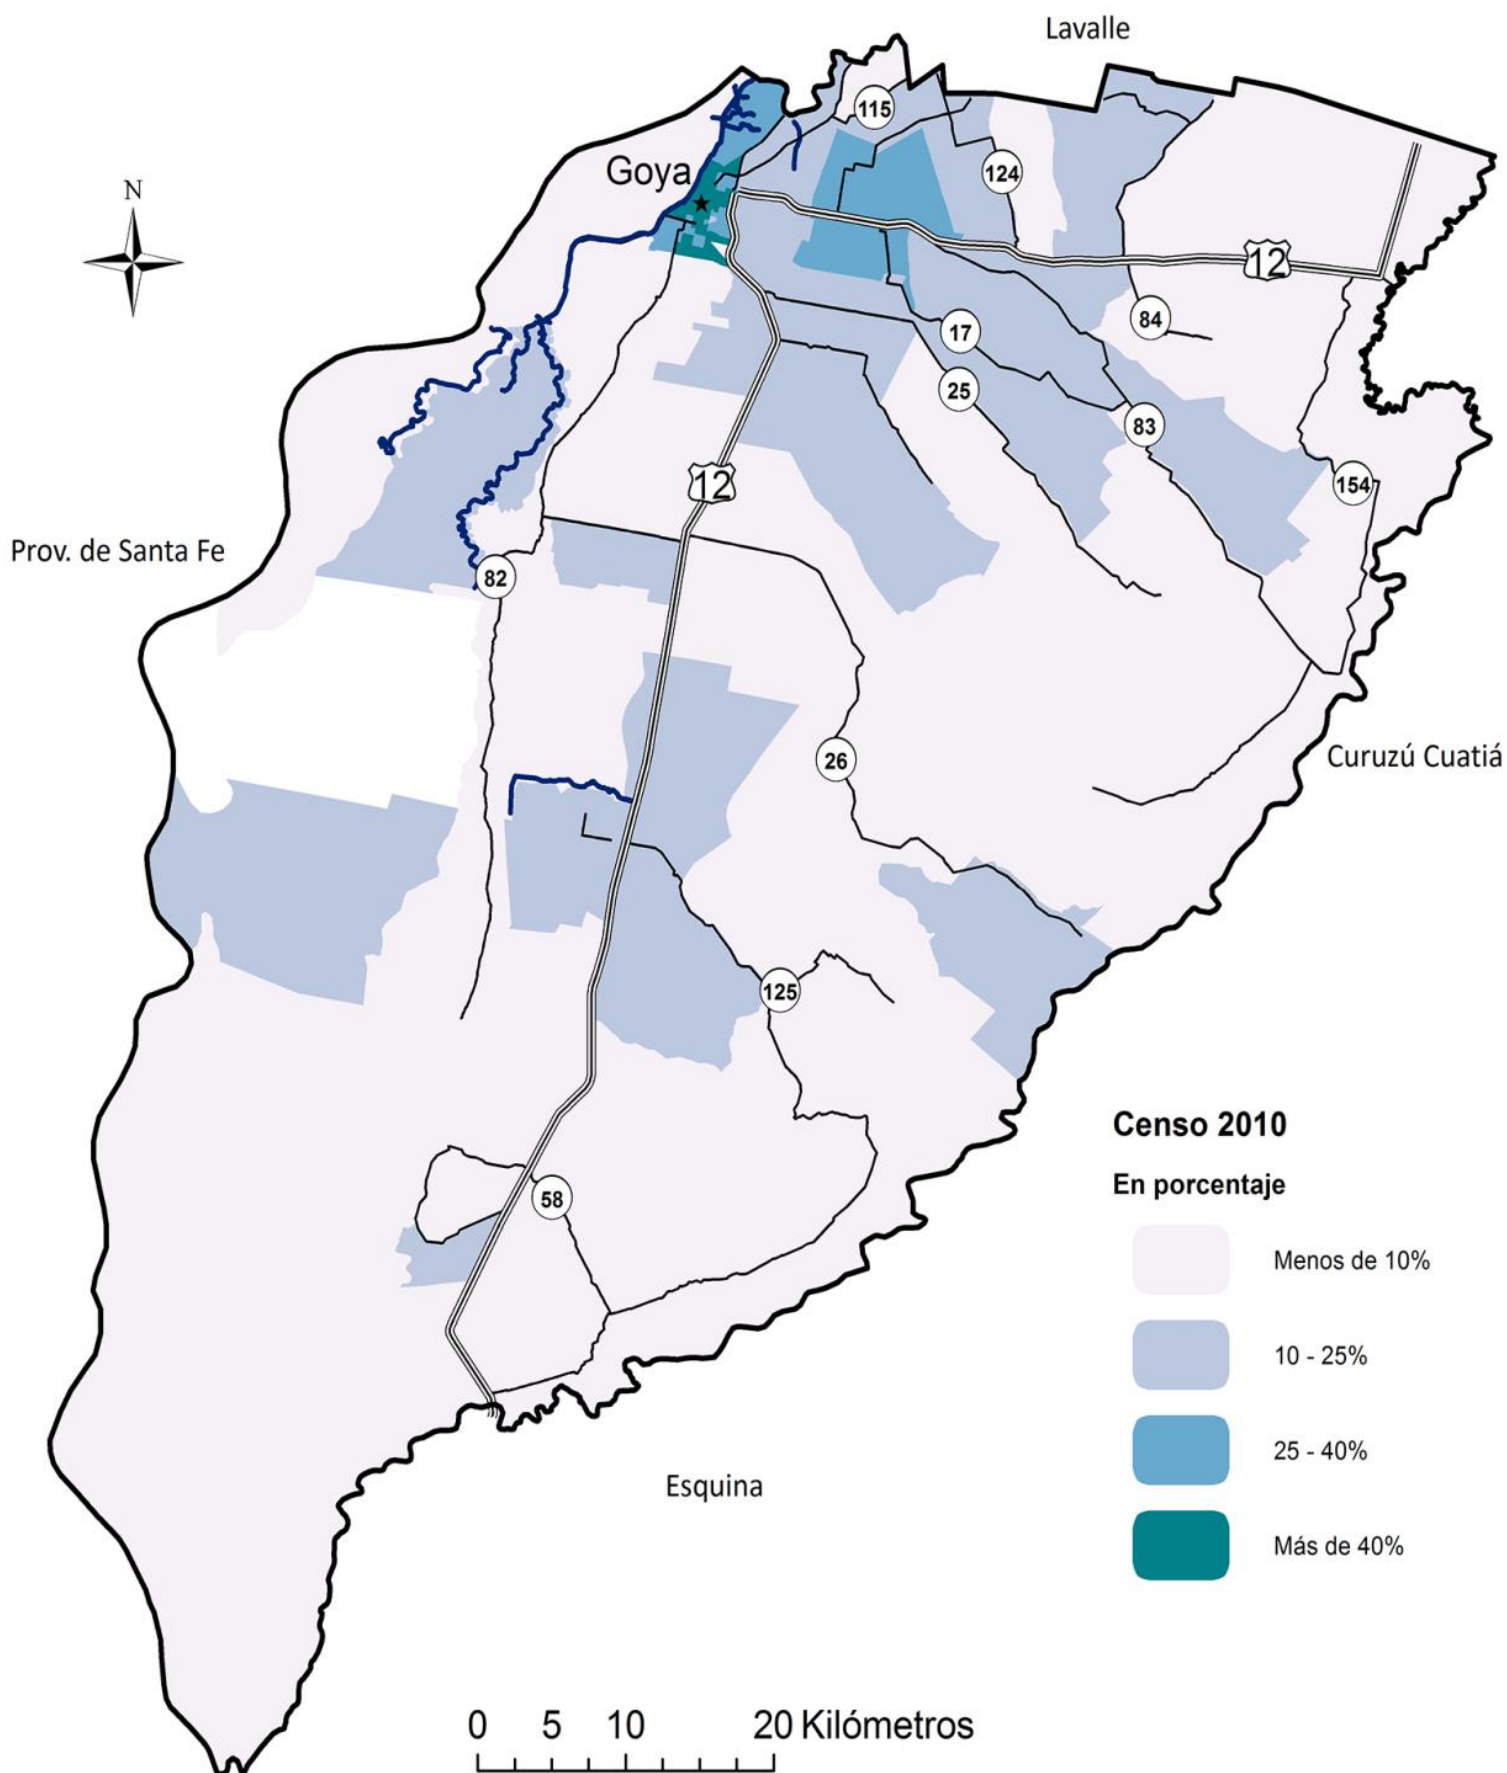 Lavalle
115
Goya
124
N
12
84
17
25
83
12
154
Prov. de Santa Fe
82
26
Curuzú Cuatiá
125
Censo 2010
En porcentaje
58
Menos de 10%
10 - 25%
25 - 40%
Esquina
Más de 40%
0 5 10 20 Kilómetros